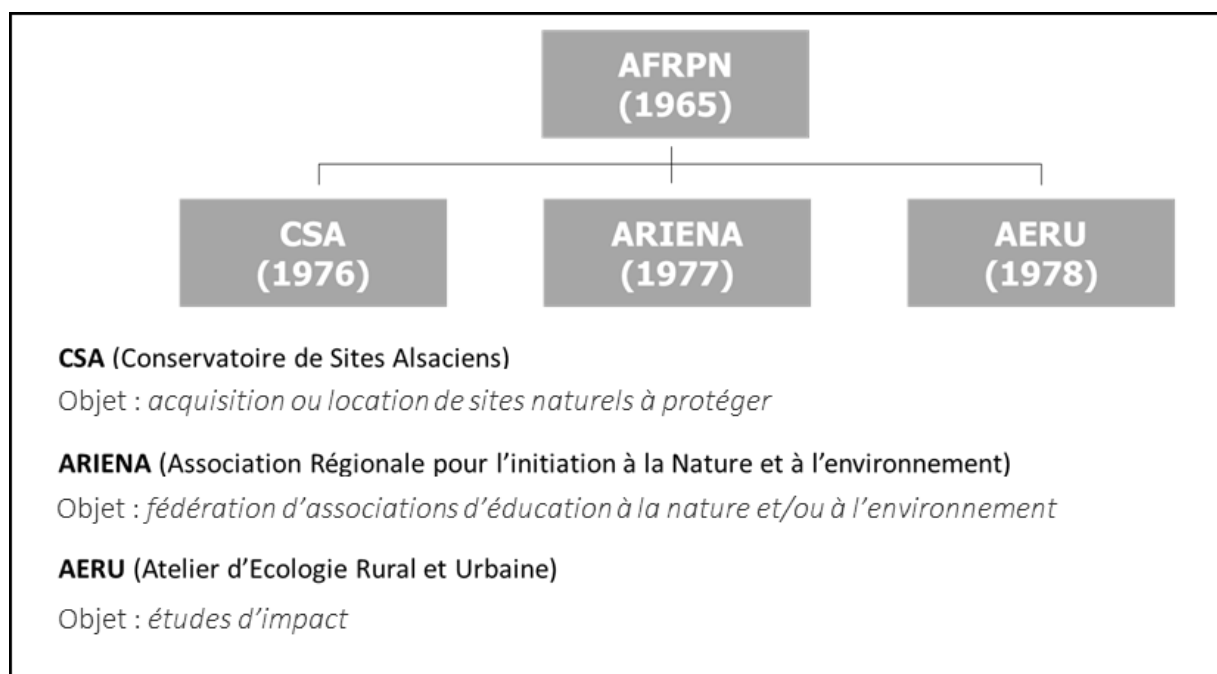 AFRPN
(1965)
CSA
(1976)
ARIENA
(1977)
AERU
(1978)
CSA (Conservatoire de Sites Alsaciens)
Objet : acquisition ou location de sites naturels à protéger
ARIENA (Association Régionale pour l’initiation à la Nature et à l’environnement)
Objet : fédération d’associations d’éducation à la nature et/ou à l’environnement
AERU (Atelier d’Ecologie Rural et Urbaine)
Objet : études d’impact